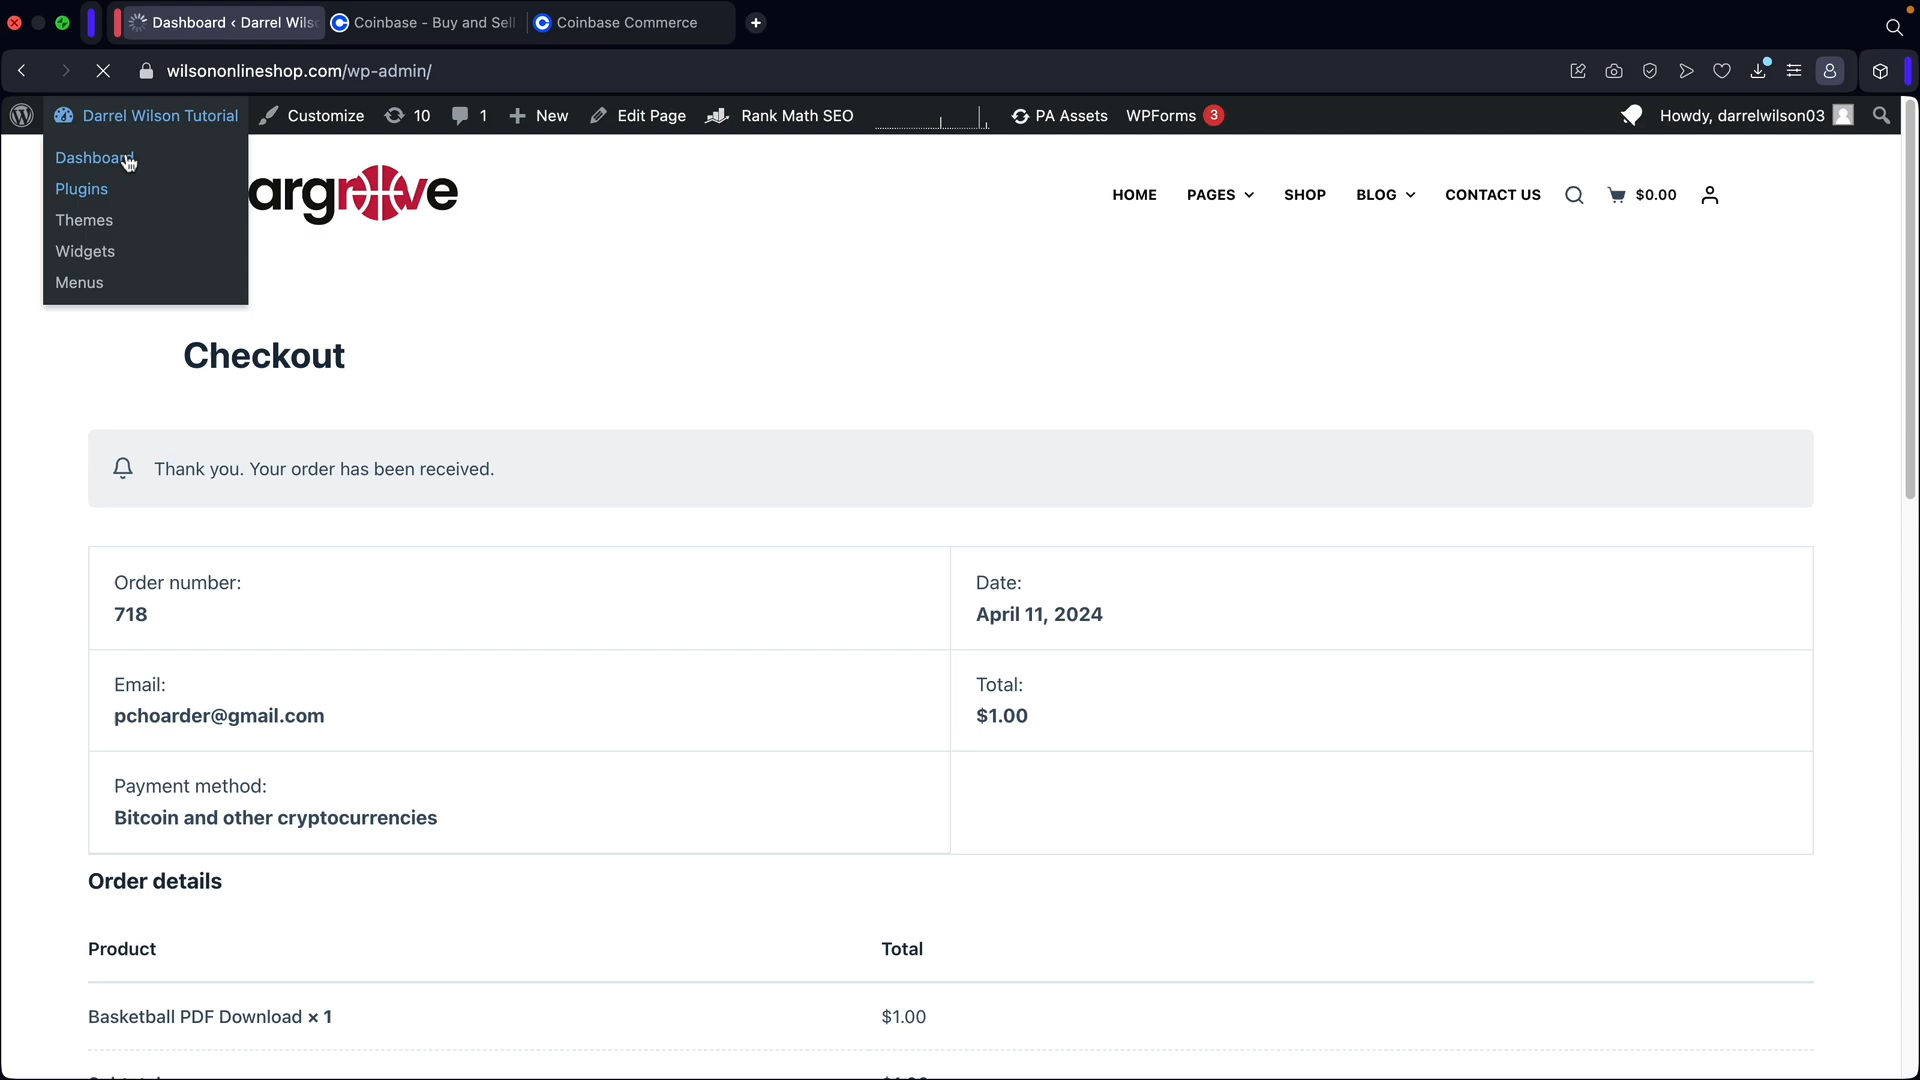 Dashboard ‹ Darrel Wils
Coinbase - Buy and Sell
Coinbase Commerce
wilsononlineshop.com/wp-admin/
Darrel Wilson Tutorial
Customize
10
1
New
Edit Page
Rank Math SEO
PA Assets
WPForms 3
Howdy, darrelwilson03
Dashboard
Plugins
Themes
Widgets
Menus
HOME
PAGES
SHOP
BLOG
CONTACT US
$0.00
Checkout
Thank you. Your order has been received.
Order number:
718
Date:
April 11, 2024
Email:
pchoarder@gmail.com
Total:
$1.00
Payment method:
Bitcoin and other cryptocurrencies
Order details
Product Total
Basketball PDF Download × 1 $1.00